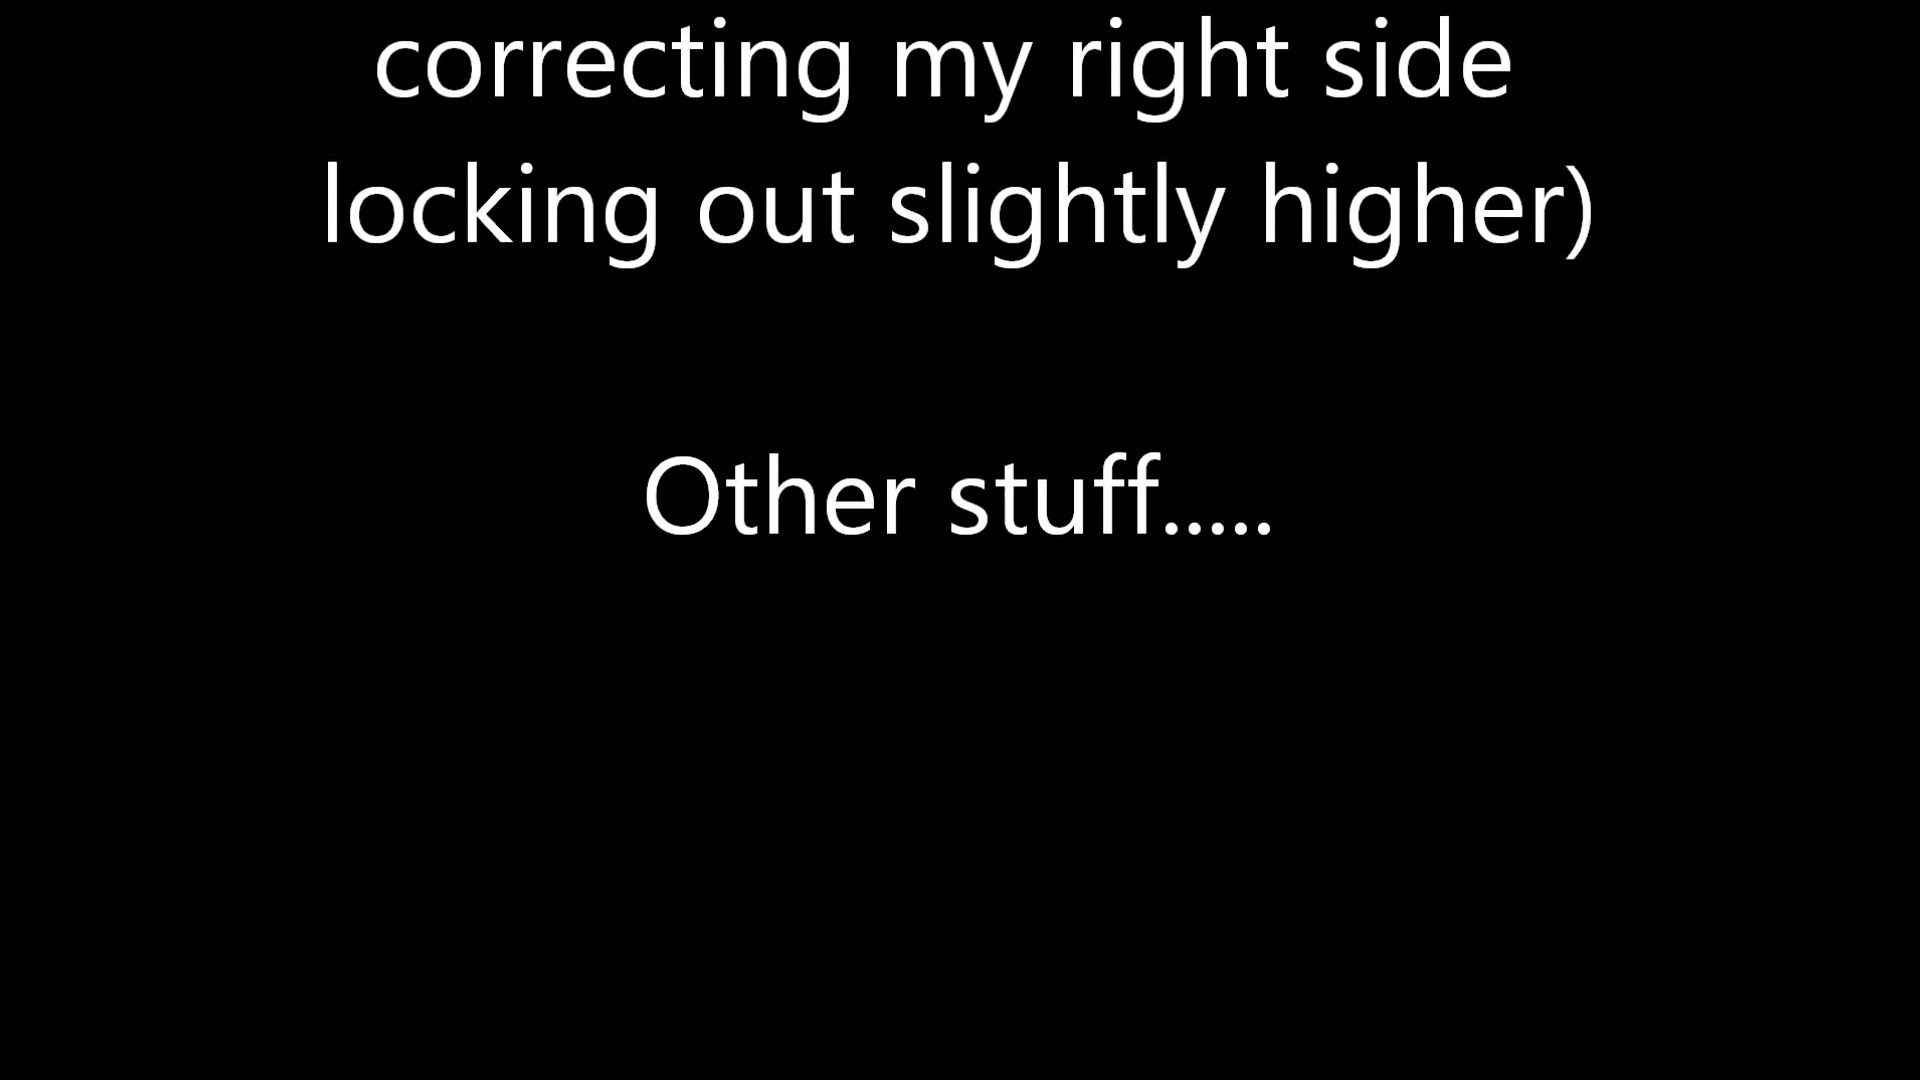 correcting my right side
locking out slightly higher)
Other stuff.....